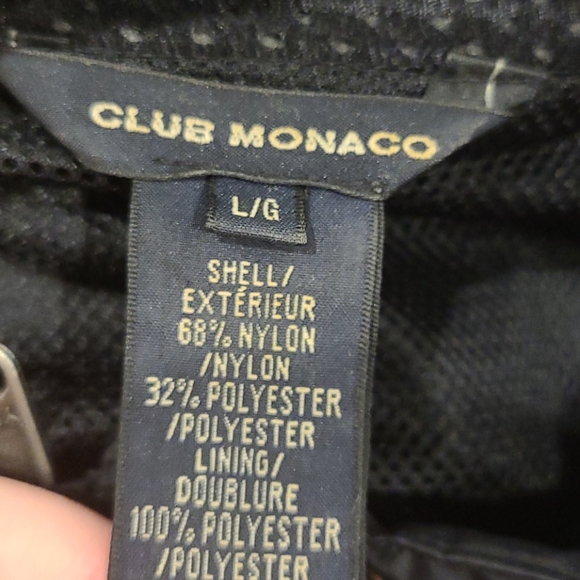 CLUB MONACO
L/G
SHELL/
EXTÉRIEUR
68% NYLON
/NYLON
32% POLYESTER
/POLYESTER
LINING/
DOUBLURE
100% POLYESTER
/POLYESTER